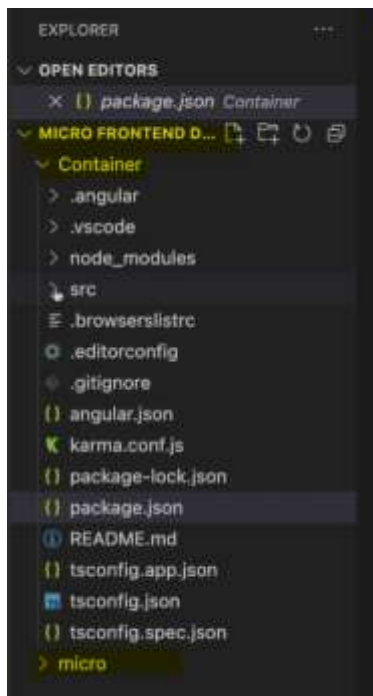 EXPLORER ...
OPEN EDITORS
{} package.json Container
MICRO FRONTEND D...
Container
.angular
.vscode
node_modules
src
.browserslistrc
.editorconfig
.gitignore
{} angular.json
karma.conf.js
{} package-lock.json
{} package.json
README.md
{} tsconfig.app.json
tsconfig.json
{} tsconfig.spec.json
micro